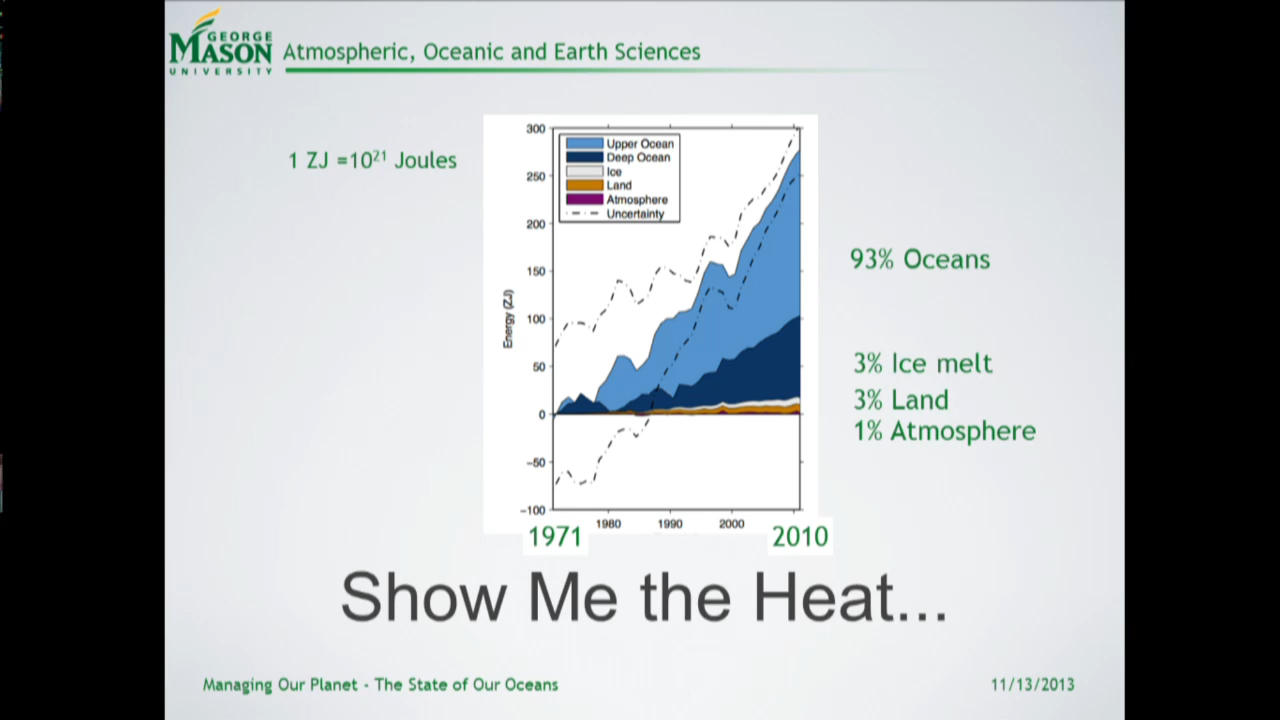 GEORGE
MASON
UNIVERSITY
Atmospheric, Oceanic and Earth Sciences
1 ZJ =10²¹ Joules
300
250
200
150
100
50
0
−50
−100
Energy (ZJ)
Upper Ocean
Deep Ocean
Ice
Land
Atmosphere
Uncertainty
1980
1990
2000
1971
2010
93% Oceans
3% Ice melt
3% Land
1% Atmosphere
Show Me the Heat...
Managing Our Planet - The State of Our Oceans
11/13/2013